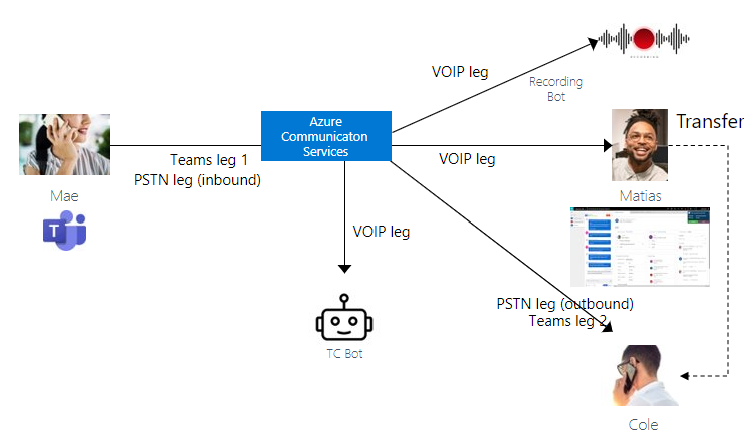 VOIP leg
RECORDING
Recording
Bot
Azure
Communicaton
Services
Transfer
Teams leg 1
PSTN leg (inbound)
VOIP leg
Mae
Matias
T
VOIP leg
PSTN leg (outbound)
Teams leg 2
TC Bot
Cole